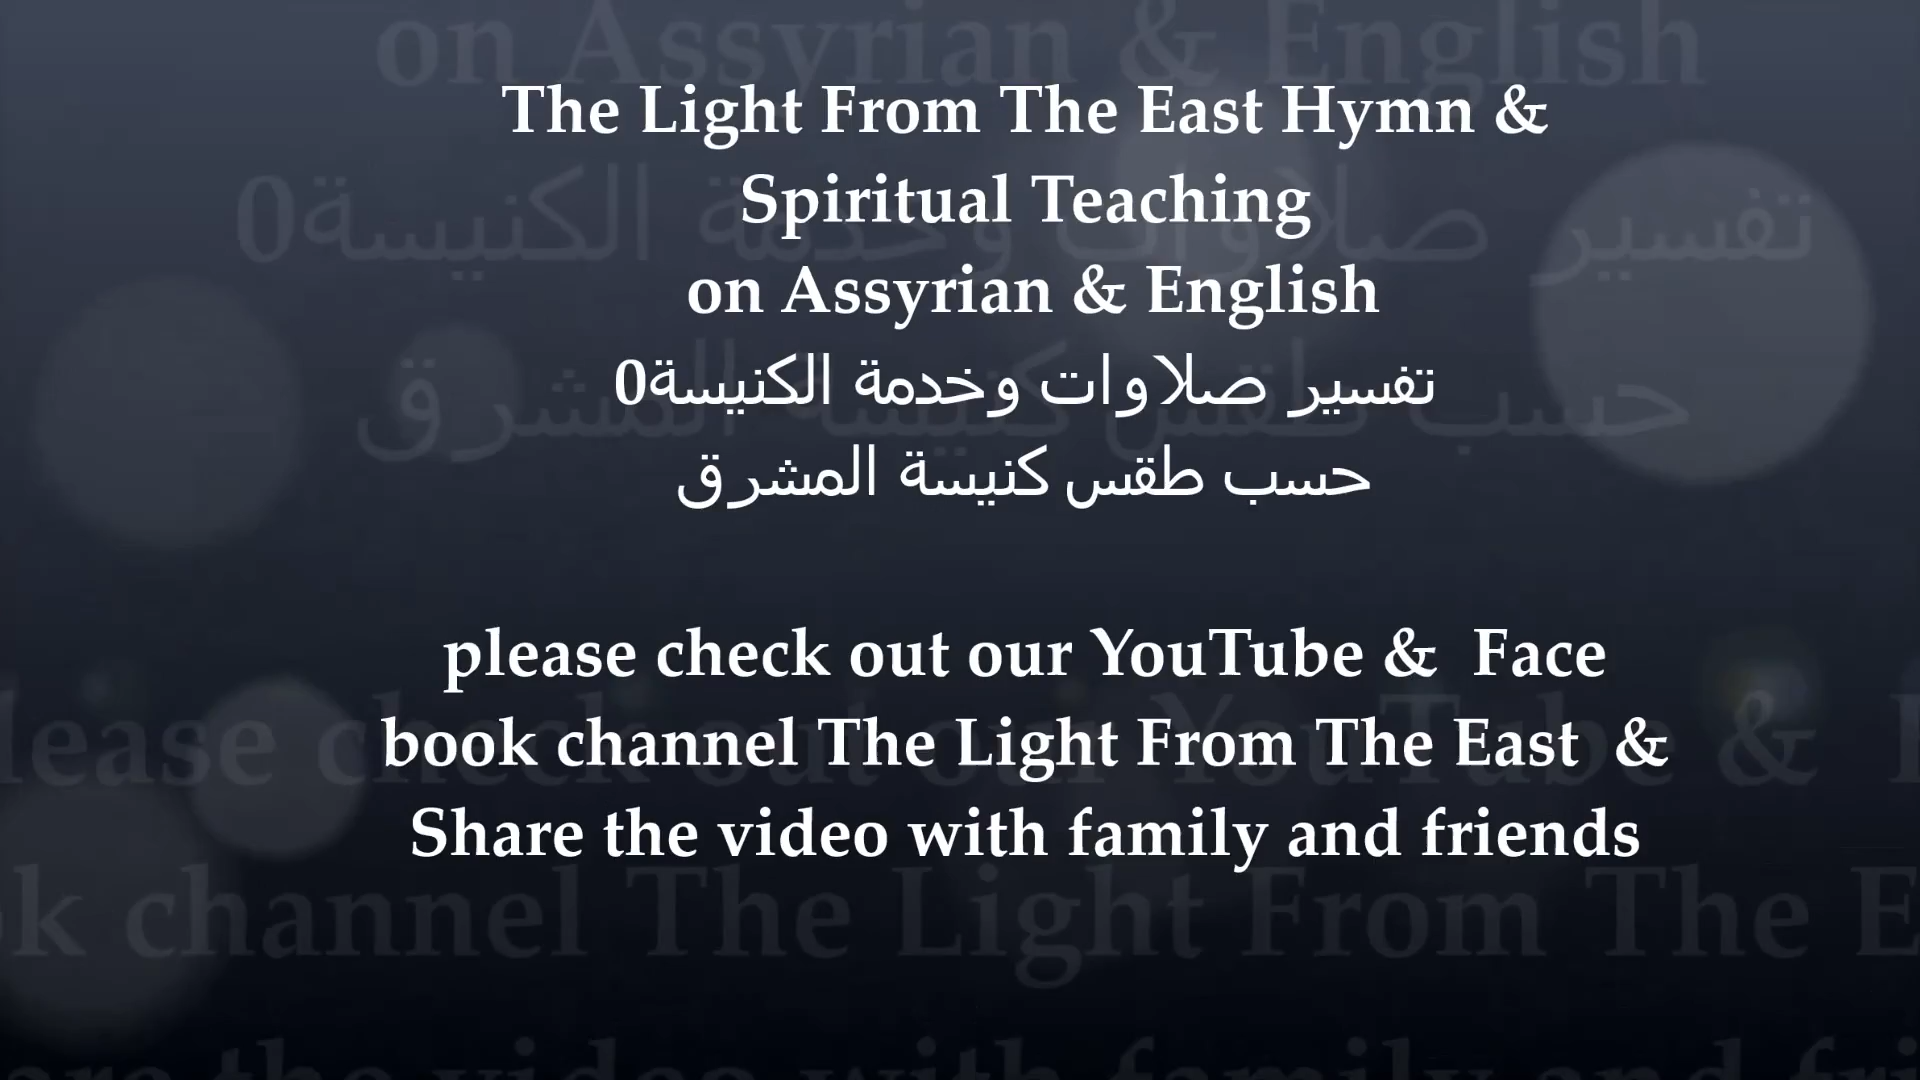 The Light From The East Hymn &
Spiritual Teaching
on Assyrian & English
تفسير صلاوات وخدمة الكنيسة0
حسب طقس كنيسة المشرق
please check out our YouTube & Face
book channel The Light From The East &
Share the video with family and friends